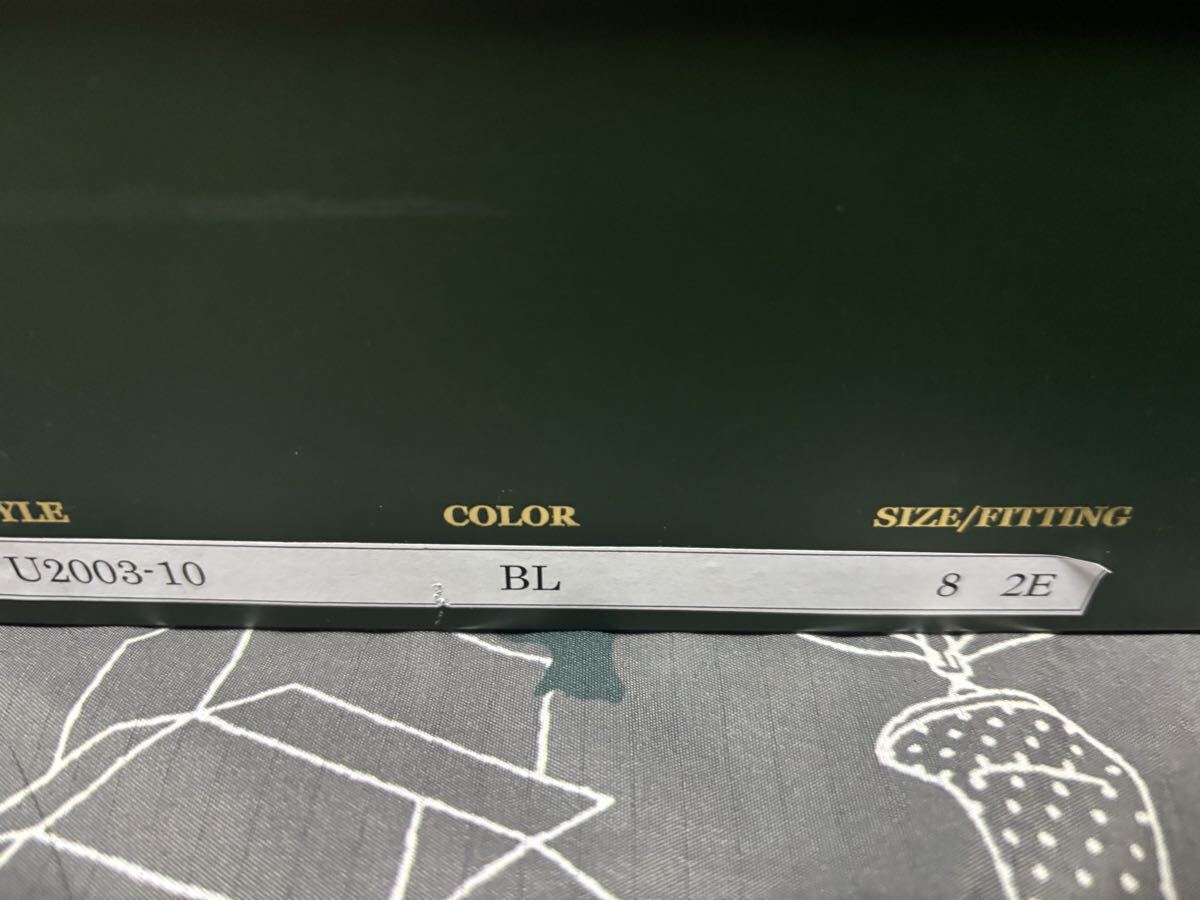 YLE COLOR SIZE/FITTING
U2003-10 BL 8 2E